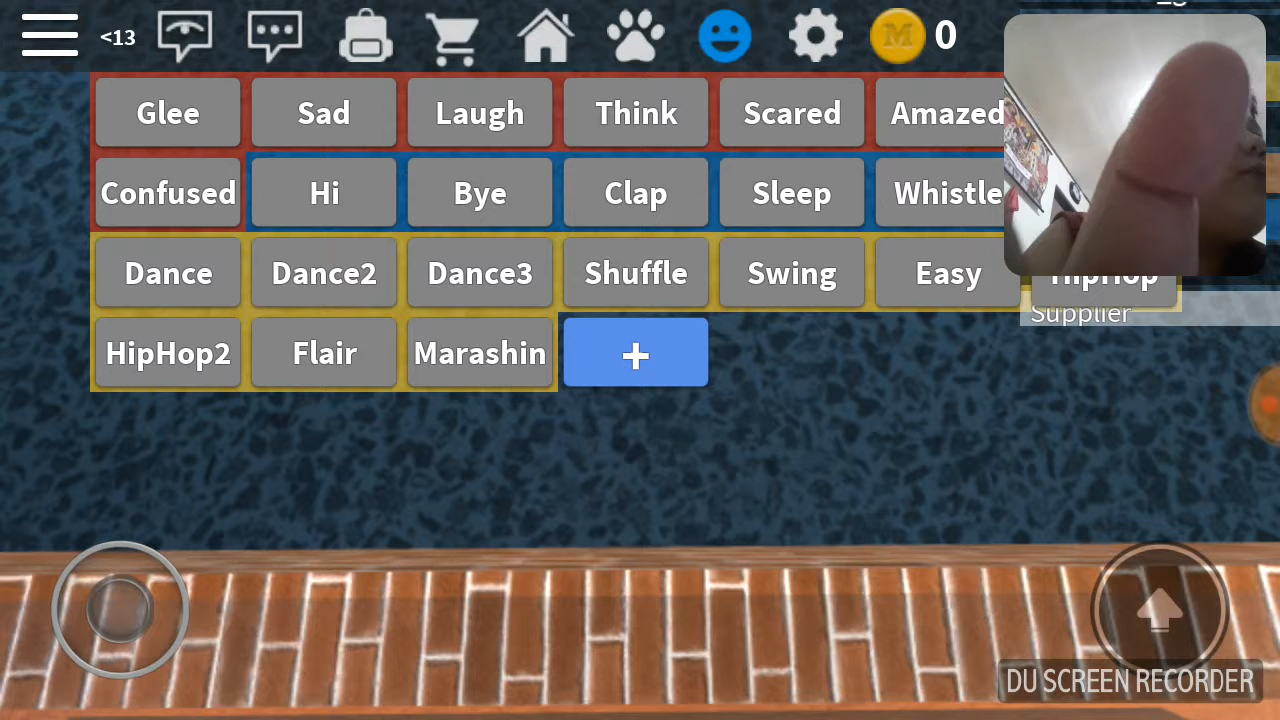 <13
M 0
Glee Sad Laugh Think Scared Amazed
Confused Hi Bye Clap Sleep Whistle
Dance Dance2 Dance3 Shuffle Swing Easy HipHop
Supplier
HipHop2 Flair Marashin +
DU SCREEN RECORDER